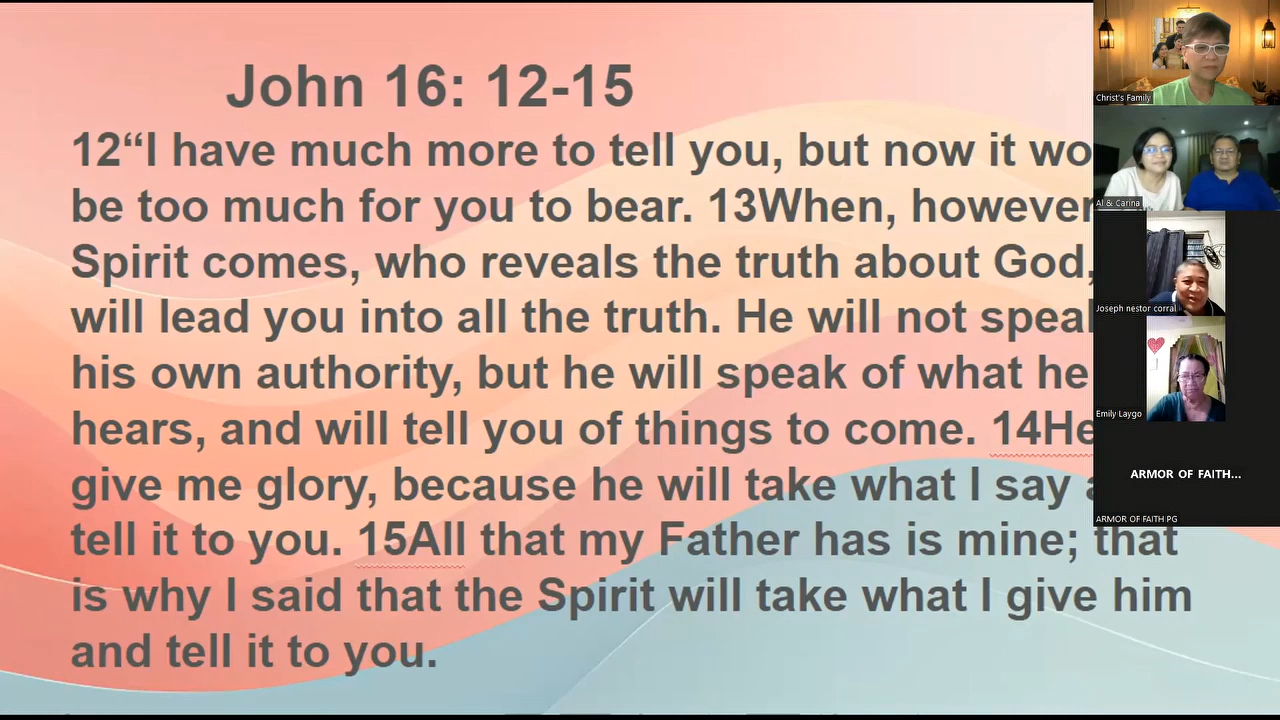 John 16: 12-15
12“I have much more to tell you, but now it
be too much for you to bear. 13When, however
Spirit comes, who reveals the truth about God,
will lead you into all the truth. He will not
his own authority, but he will speak of what he
hears, and will tell you of things to come. 14He
give me glory, because he will take what I say
tell it to you. 15All that my Father has is mine; that
is why I said that the Spirit will take what I give him
and tell it to you.
Christ's Family
Al & Carina
Joseph nestor corral
Emily Laygo
ARMOR OF FAITH...
ARMOR OF FAITH PG